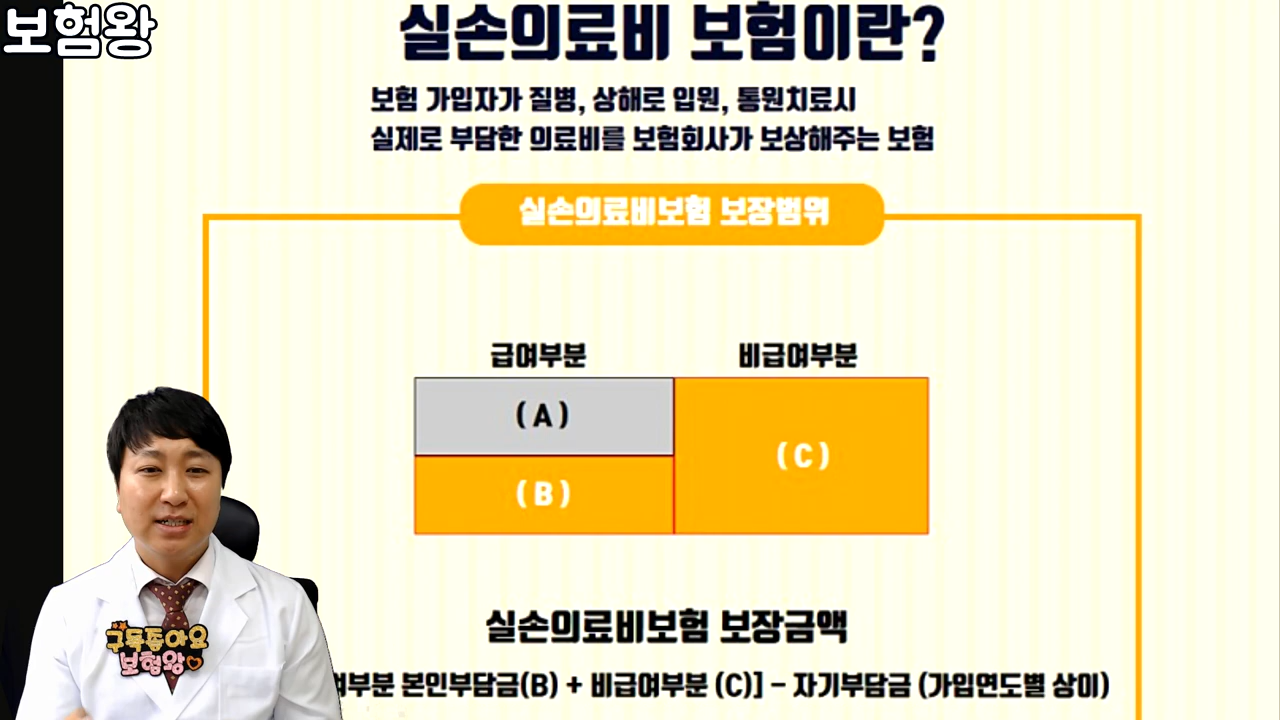 보험왕
실손의료비 보험이란?
보험 가입자가 질병, 상해로 입원, 통원치료시
실제로 부담한 의료비를 보험회사가 보상해주는 보험
실손의료비보험 보장범위
급여부분 비급여부분
(A)
(B)
(C)
구독좋아요
보험왕
실손의료비보험 보장금액
여부분 본인부담금(B) + 비급여부분 (C)] - 자기부담금 (가입연도별 상이)